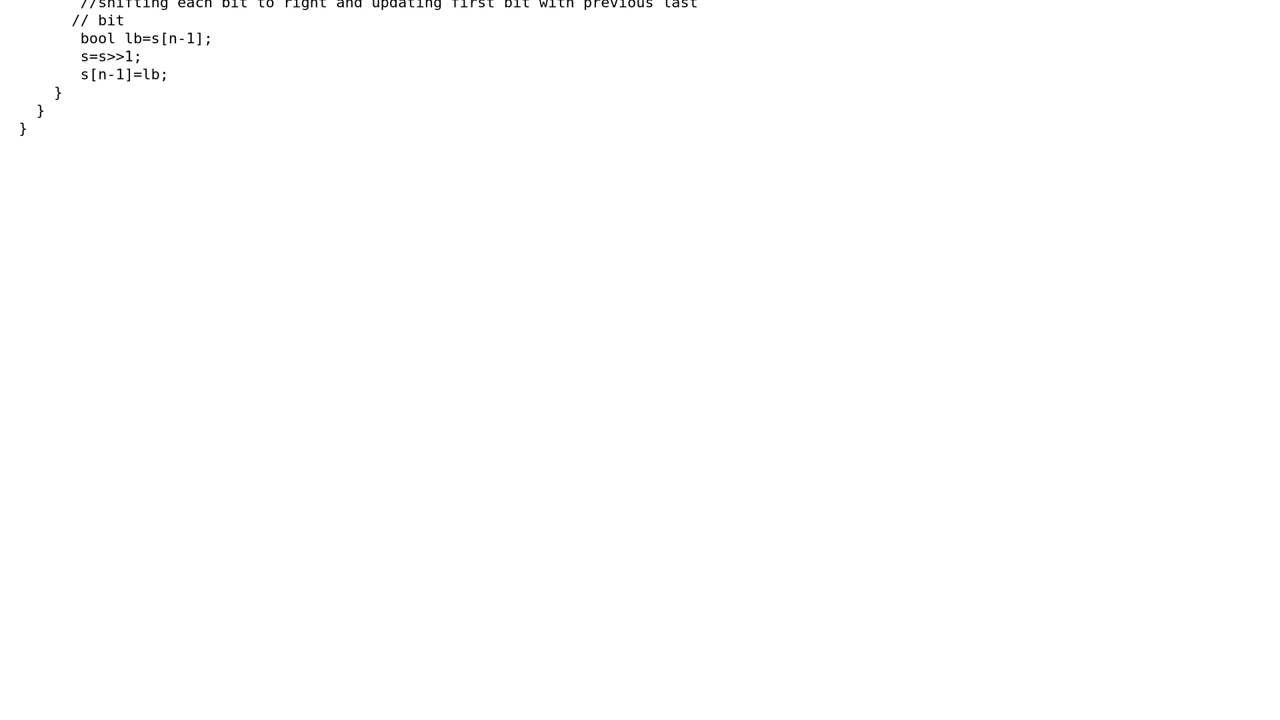 //shifting each bit to right and updating first bit with previous last
// bit
bool lb=s[n-1];
s=s>>1;
s[n-1]=lb;
}
}
}